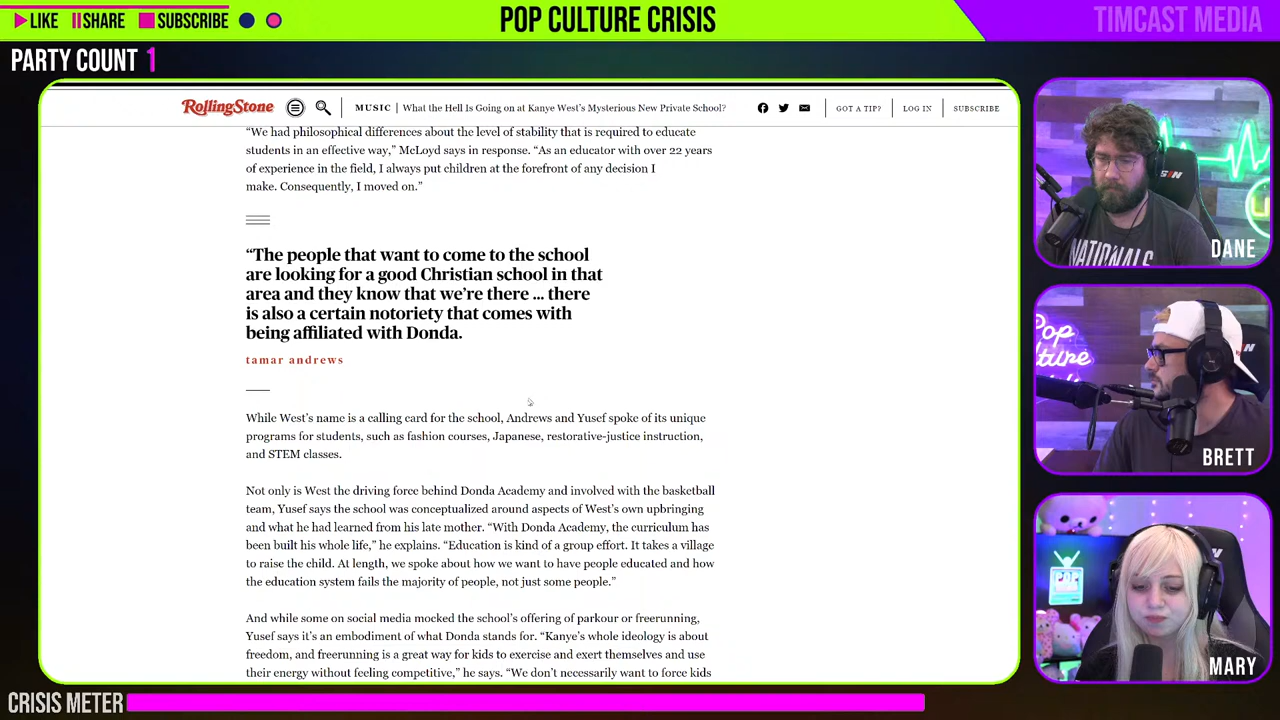 LIKE SHARE SUBSCRIBE
POP CULTURE CRISIS
TIMCAST MEDIA
PARTY COUNT 1
RollingStone MUSIC | What the Hell Is Going on at Kanye West's Mysterious New Private School? GOT A TIP? LOG IN SUBSCRIBE
“We had philosophical differences about the level of stability that is required to educate
students in an effective way,” McLoyd says in response. “As an educator with over 22 years
of experience in the field, I always put children at the forefront of any decision I
make. Consequently, I moved on.”
“The people that want to come to the school
are looking for a good Christian school in that
area and they know that we’re there ... there
is also a certain notoriety that comes with
being affiliated with Donda.
tamar andrews
While West’s name is a calling card for the school, Andrews and Yusef spoke of its unique
programs for students, such as fashion courses, Japanese, restorative-justice instruction,
and STEM classes.
Not only is West the driving force behind Donda Academy and involved with the basketball
team, Yusef says the school was conceptualized around aspects of West’s own upbringing
and what he had learned from his late mother. “With Donda Academy, the curriculum has
been built his whole life,” he explains. “Education is kind of a group effort. It takes a village
to raise the child. At length, we spoke about how we want to have people educated and how
the education system fails the majority of people, not just some people.”
And while some on social media mocked the school’s offering of parkour or freerunning,
Yusef says it’s an embodiment of what Donda stands for. “Kanye’s whole ideology is about
freedom, and freerunning is a great way for kids to exercise and exert themselves and use
their energy without feeling competitive,” he says. “We don’t necessarily want to force kids
NATIONALS
DANE
Pop
BRETT
POP
MARY
CRISIS METER